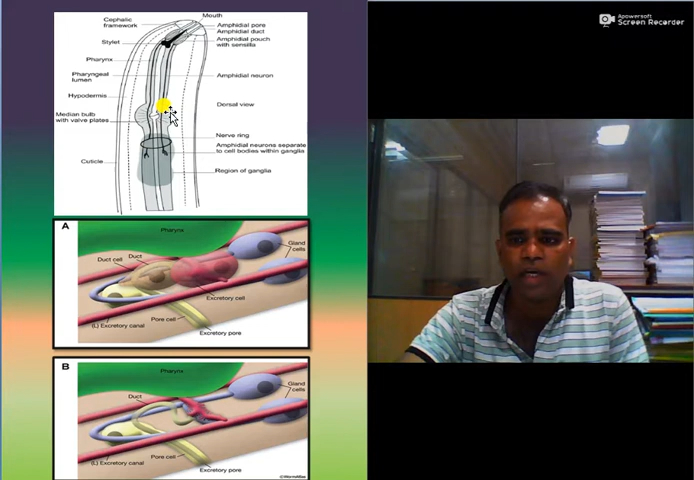 Mouth
Cephalic
framework
Amphidial pore
Amphidial duct
Amphidial pouch
with sensilla
Stylet
Pharynx
Pharyngeal
lumen
Amphidial neuron
Hypodermis
Dorsal view
Median bulb
with valve plates
Nerve ring
Amphidial neurons separate
to cell bodies within ganglia
Cuticle
Region of ganglia
A
Pharynx
Duct
Duct cell
Gland
cells
Excretory cell
Pore cell
(L) Excretory canal
Excretory pore
B
Pharynx
Duct
Gland
cells
Pore cell
(L) Excretory canal
Excretory pore
©WormAtlas
Apowersoft
Screen Recorder